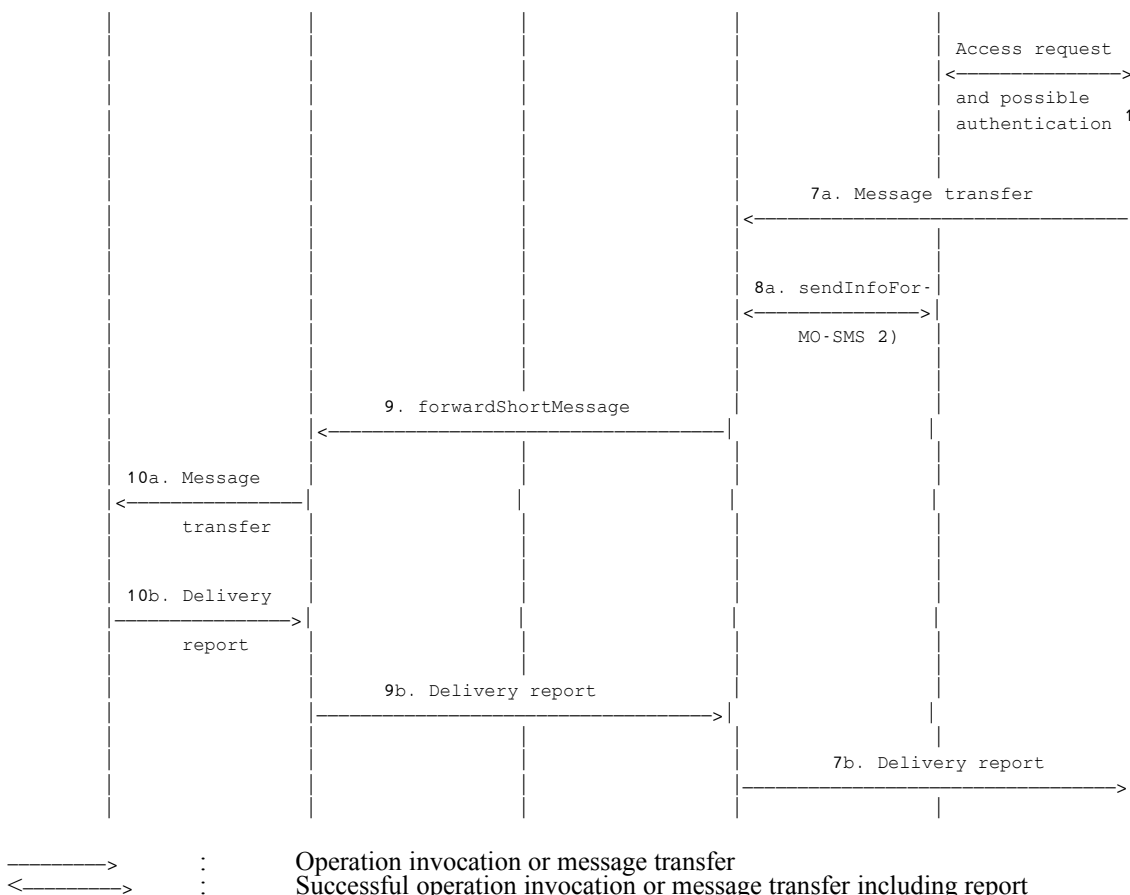 Access request
and possible
authentication 1
7a. Message transfer
8a. sendInfoFor-
MO-SMS 2)
9. forwardShortMessage
10a. Message
transfer
10b. Delivery
report
9b. Delivery report
7b. Delivery report
: Operation invocation or message transfer
: Successful operation invocation or message transfer including report